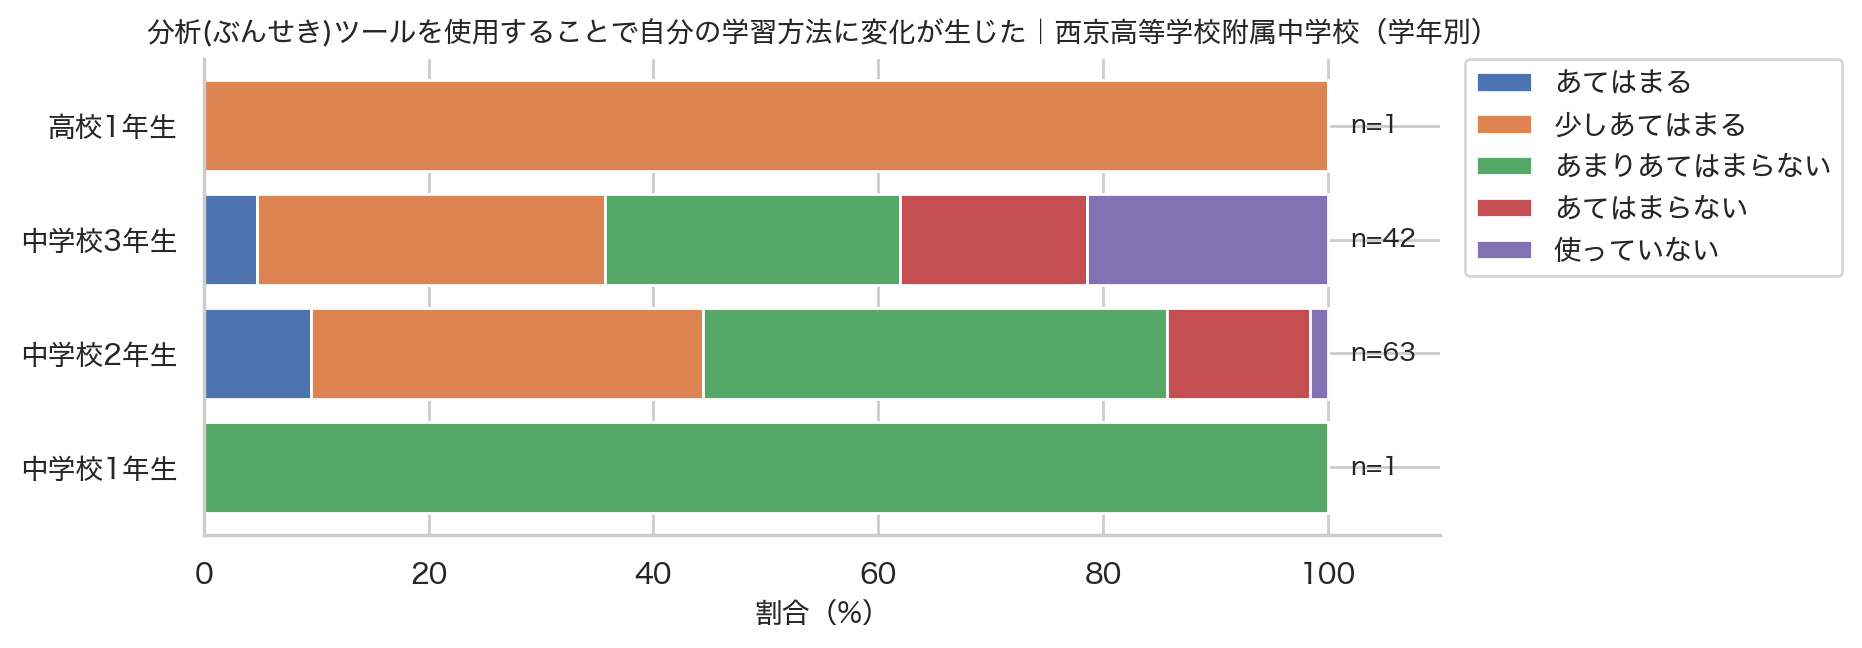 分析(ぶんせき)ツールを使用することで自分の学習方法に変化が生じた｜西京高等学校附属中学校（学年別）
あてはまる
少しあてはまる
あまりあてはまらない
あてはまらない
使っていない
高校1年生
n=1
中学校3年生
n=42
中学校2年生
n=63
中学校1年生
n=1
0 20 40 60 80 100
割合（%）